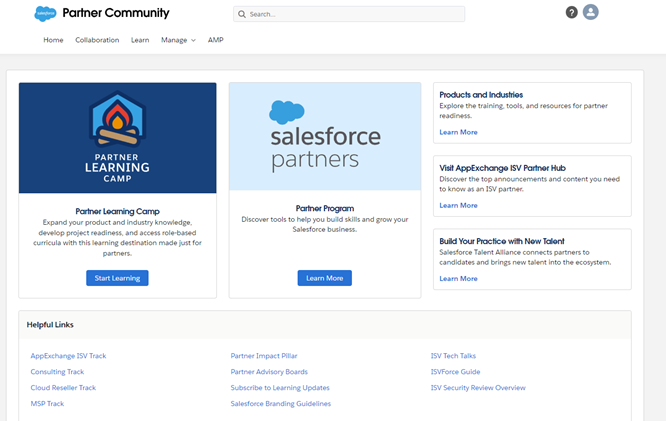 salesforce Partner Community
Search...
?
Home Collaboration Learn Manage AMP
PARTNER
LEARNING
CAMP
Partner Learning Camp
Expand your product and industry knowledge,
develop project readiness, and access role-based
curricula with this learning destination made just for
partners.
Start Learning
salesforce
partners
Partner Program
Discover tools to help you build skills and grow your
Salesforce business.
Learn More
Products and Industries
Explore the training, tools, and resources for partner
readiness.
Learn More
Visit AppExchange ISV Partner Hub
Discover the top announcements and content you need
to know as an ISV partner.
Learn More
Build Your Practice with New Talent
Salesforce Talent Alliance connects partners to
candidates and brings new talent into the ecosystem.
Learn More
Helpful Links
AppExchange ISV Track
Consulting Track
Cloud Reseller Track
MSP Track
Partner Impact Pillar
Partner Advisory Boards
Subscribe to Learning Updates
Salesforce Branding Guidelines
ISV Tech Talks
ISVForce Guide
ISV Security Review Overview